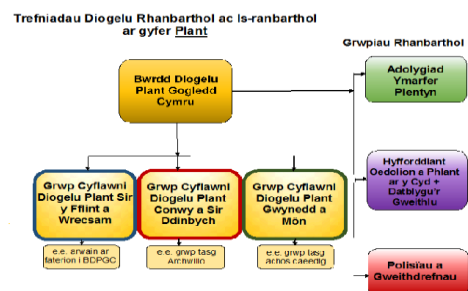 Trefniadau Diogelu Rhanbarthol ac Is-ranbarthol
ar gyfer Plant
Grwpiau Rhanbarthol
Bwrdd Diogelu
Plant Gogledd
Cymru
Adolygiad
Ymarfer
Plentyn
Hyfforddiant
Oedolion a Phlant
ar y Cyd +
Datblygu'r
Gweithlu
Grwp Cyflawni
Diogelu Plant Sir
y Fflint a
Wrecsam
Grwp Cyflawni
Diogelu Plant
Conwy a Sir
Ddinbych
Grwp Cyflawni
Diogelu Plant
Gwynedd a
Môn
e.e. arwain ar
faterion i BDPGC
e.e. grwp tasg
Archwilio
e.e. grwp tasg
achos caeedig
Polisïau a
Gweithdrefnau